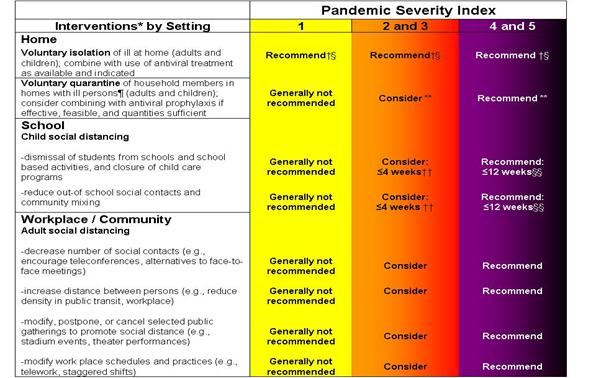 Pandemic Severity Index
Interventions* by Setting 1 2 and 3 4 and 5
Home
Voluntary isolation of ill at home (adults and
children); combine with use of antiviral treatment
as available and indicated
Recommend†§ Recommend†§ Recommend †§
Voluntary quarantine of household members in
homes with ill persons¶ (adults and children);
consider combining with antiviral prophylaxis if
effective, feasible, and quantities sufficient
Generally not
recommended
Consider **
Recommend **
School
Child social distancing
-dismissal of students from schools and school
based activities, and closure of child care
programs
Generally not
recommended
Consider:
≤4 weeks††
Recommend:
≤12 weeks§§
-reduce out-of school social contacts and
community mixing
Generally not
recommended
Consider:
≤4 weeks ††
Recommend:
≤12 weeks§§
Workplace / Community
Adult social distancing
-decrease number of social contacts (e.g.,
encourage teleconferences, alternatives to face-to-
face meetings)
Generally not
recommended
Consider
Recommend
-increase distance between persons (e.g., reduce
density in public transit, workplace)
Generally not
recommended
Consider
Recommend
-modify, postpone, or cancel selected public
gatherings to promote social distance (e.g.,
stadium events, theater performances)
Generally not
recommended
Consider
Recommend
-modify work place schedules and practices (e.g.,
telework, staggered shifts)
Generally not
recommended
Consider
Recommend